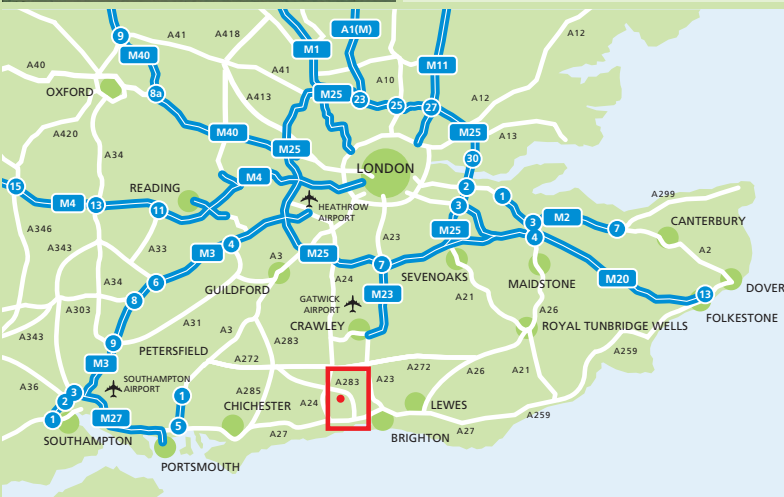 A12
A1(M)
9
A41
A418
M1
M40
A40
A41
M11
A10
OXFORD
8a
A413
M25
23
25
27
A12
A420
M40
M25
M25
A13
A34
30
LONDON
15
READING
M4
2
M4
13
11
HEATHROW
AIRPORT
3
1
A299
M2
A346
A343
A33
M3
4
M25
A23
M25
3
4
7
CANTERBURY
A2
A3
7
SEVENOAKS
A34
6
GUILDFORD
A24
M23
A21
MAIDSTONE
M20
DOVER
A303
8
GATWICK
AIRPORT
13
A26
FOLKESTONE
A31
A3
CRAWLEY
ROYAL TUNBRIDGE WELLS
A343
9
PETERSFIELD
A283
A259
M3
A272
A272
A26
A21
A36
3
2
SOUTHAMPTON
AIRPORT
1
A285
A283
A23
1
M27
CHICHESTER
A24
LEWES
A259
5
A27
A27
SOUTHAMPTON
BRIGHTON
PORTSMOUTH